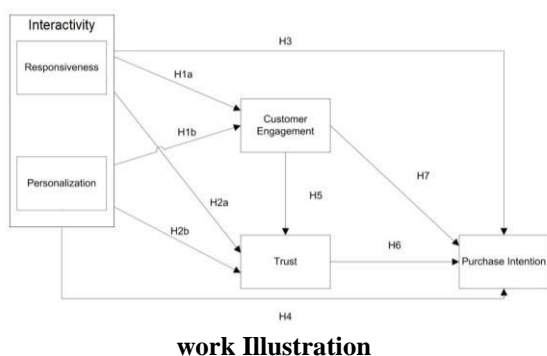 Interactivity
H3
Responsiveness
H1a
Customer
Engagement
H1b
Personalization
H7
H2a
H5
H2b
H6
Trust
Purchase Intention
H4
work Illustration